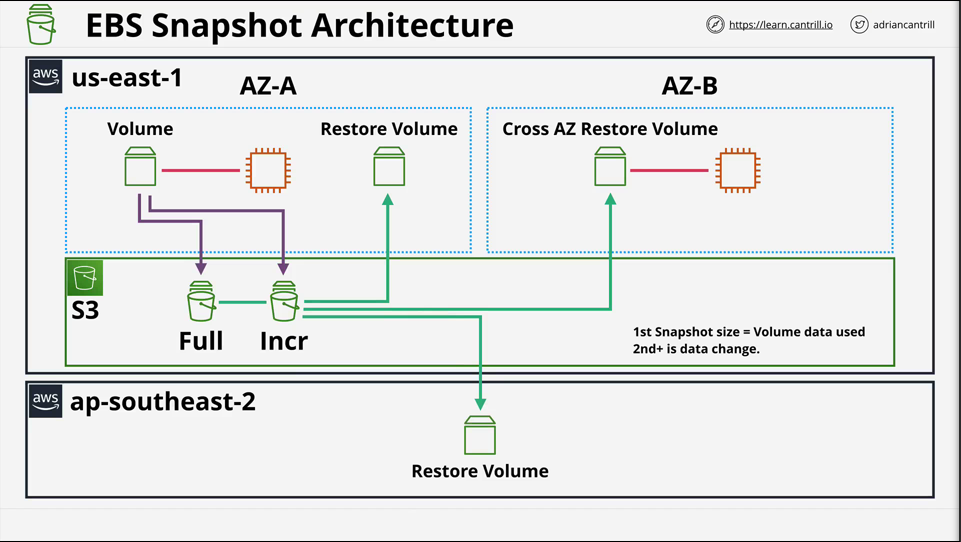 EBS Snapshot Architecture
https://learn.cantrill.io
adriancantrill
aws
us-east-1
AZ-A
AZ-B
Volume
Restore Volume
Cross AZ Restore Volume
S3
Full
Incr
1st Snapshot size = Volume data used
2nd+ is data change.
aws
ap-southeast-2
Restore Volume